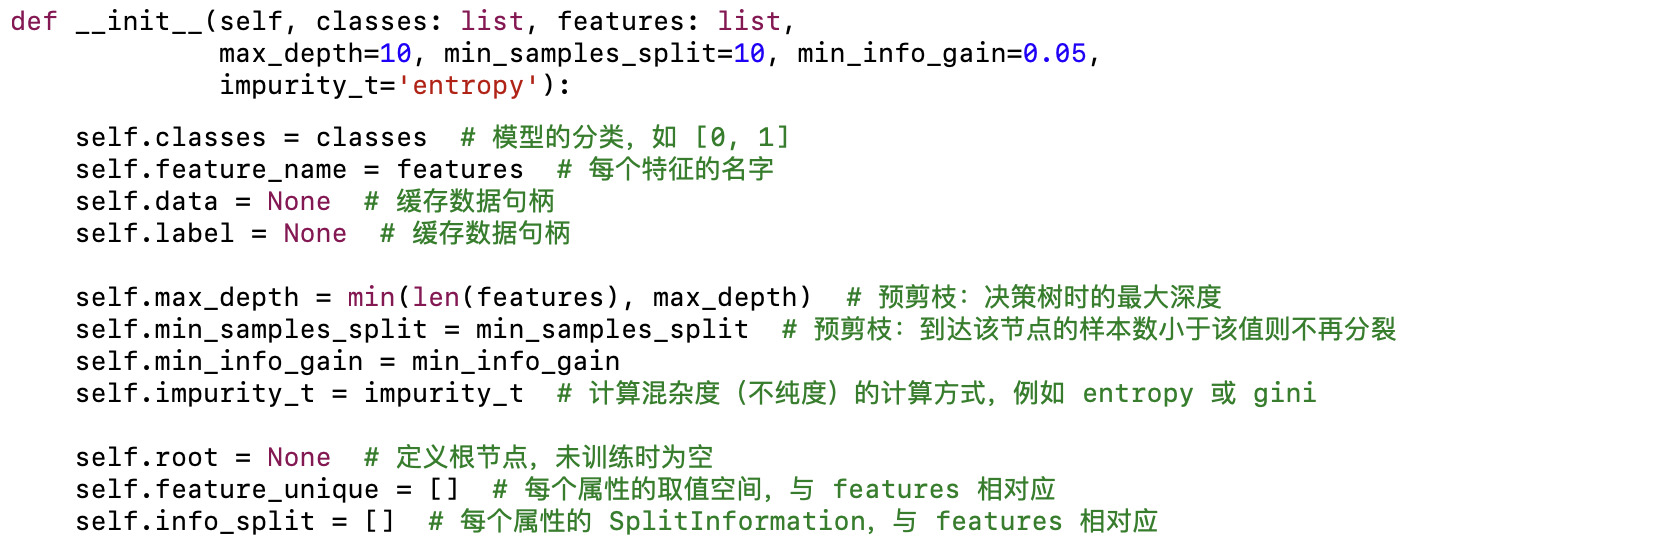 def __init__(self, classes: list, features: list,
             max_depth=10, min_samples_split=10, min_info_gain=0.05,
             impurity_t='entropy'):
    self.classes = classes  # 模型的分类，如 [0, 1]
    self.feature_name = features  # 每个特征的名字
    self.data = None  # 缓存数据句柄
    self.label = None  # 缓存数据句柄
    self.max_depth = min(len(features), max_depth)  # 预剪枝：决策树时的最大深度
    self.min_samples_split = min_samples_split  # 预剪枝：到达该节点的样本数小于该值则不再分裂
    self.min_info_gain = min_info_gain
    self.impurity_t = impurity_t  # 计算混杂度（不纯度）的计算方式，例如 entropy 或 gini
    self.root = None  # 定义根节点，未训练时为空
    self.feature_unique = []  # 每个属性的取值空间，与 features 相对应
    self.info_split = []  # 每个属性的 SplitInformation，与 features 相对应